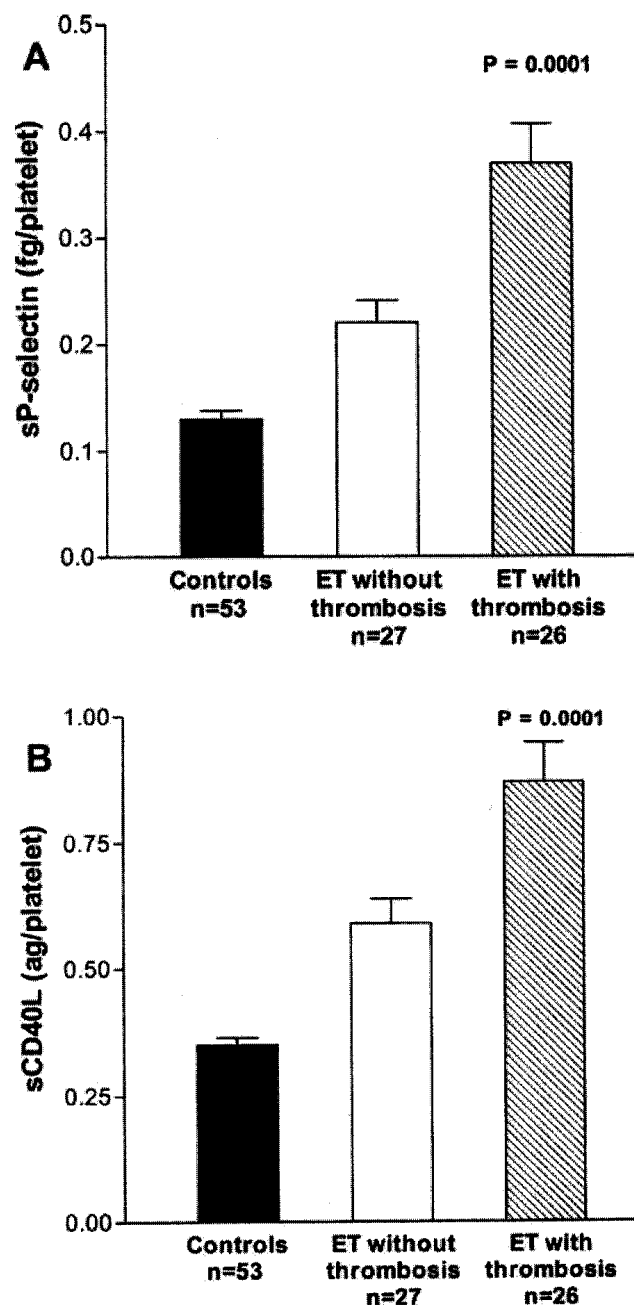 A
P = 0.0001
sP-selectin (fg/platelet)
0.5
0.4
0.3
0.2
0.1
0.0
Controls
n=53
ET without
thrombosis
n=27
ET with
thrombosis
n=26
B
P = 0.0001
sCD40L (ag/platelet)
1.00
0.75
0.50
0.25
0.00
Controls
n=53
ET without
thrombosis
n=27
ET with
thrombosis
n=26